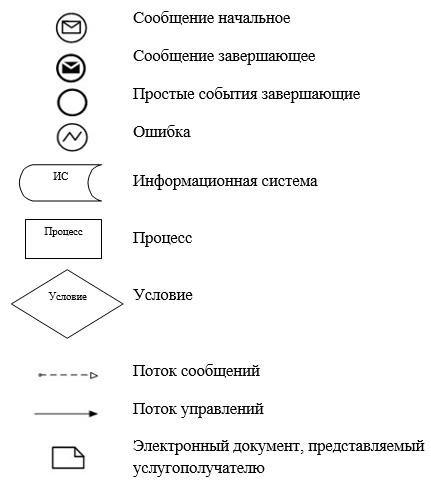 Сообщение начальное
Сообщение завершающее
Простые события завершающие
Ошибка
ИС
Информационная система
Процесс
Процесс
Условие
Условие
Поток сообщений
Поток управлений
Электронный документ, представляемый
услугополучателю